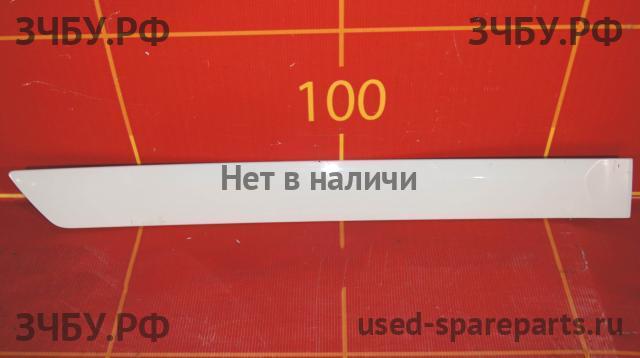 ЗЧБУ.РФ
ЗЧБУ.РФ
100
Нет в наличи
ЗЧБУ.РФ
used-spareparts.ru